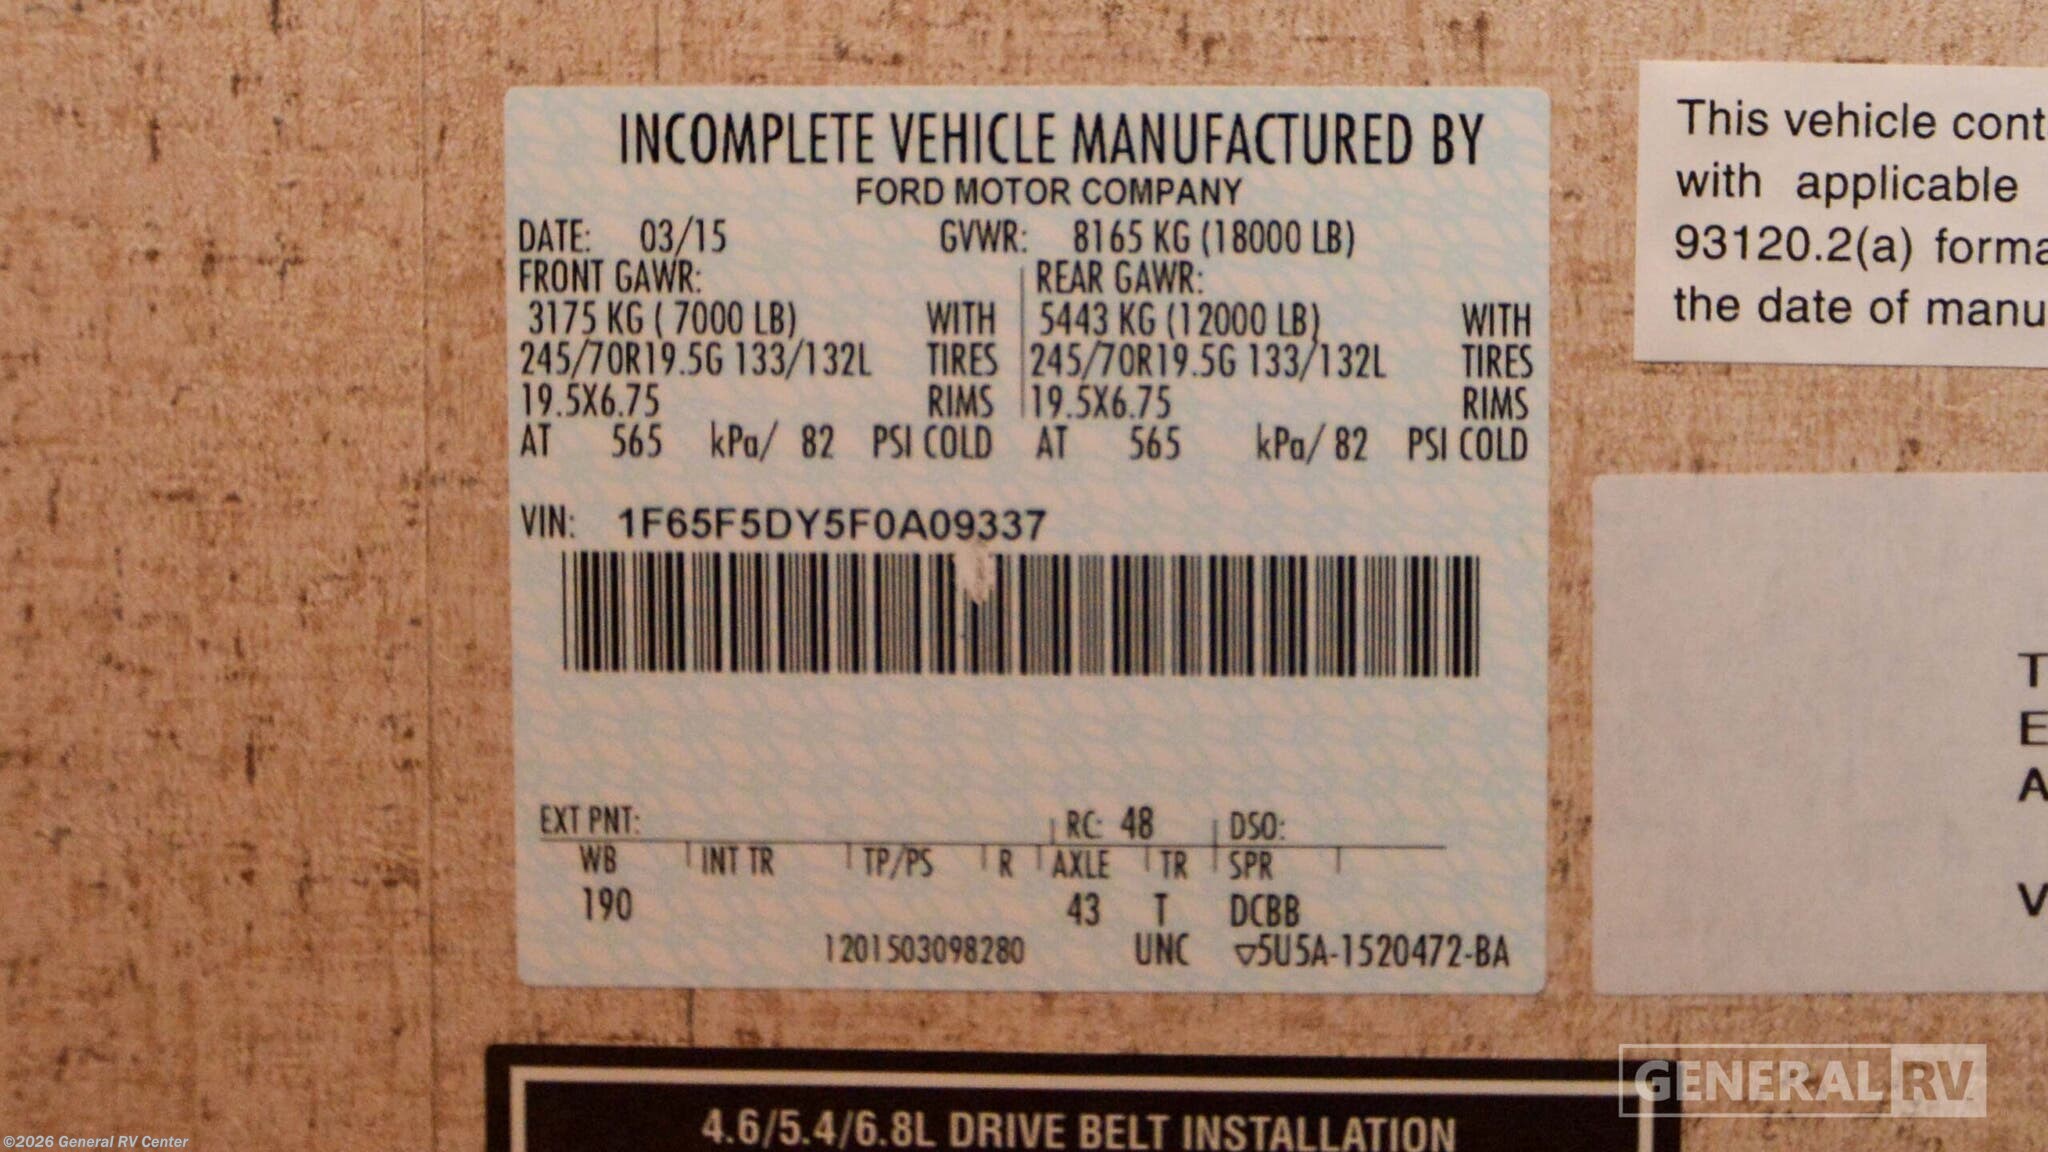 INCOMPLETE VEHICLE MANUFACTURED BY
FORD MOTOR COMPANY
DATE: 03/15 GVWR: 8165 KG (18000 LB)
FRONT GAWR: REAR GAWR:
3175 KG ( 7000 LB) WITH 5443 KG (12000 LB) WITH
245/70R19.5G 133/132L TIRES 245/70R19.5G 133/132L TIRES
19.5X6.75 RIMS 19.5X6.75 RIMS
AT 565 kPa/ 82 PSI COLD AT 565 kPa/ 82 PSI COLD
VIN: 1F65F5DY5F0A09337
EXT PNT: RC: 48 DSO:
WB INT TR TP/PS R AXLE TR SPR
190 43 T DCBB
1201503098280 UNC ▽5U5A-1520472-BA
This vehicle cont
with applicable
93120.2(a) forma
the date of manu
T
E
A
V
4.6/5.4/6.8L DRIVE BELT INSTALLATION
GENERAL RV
©2026 General RV Center